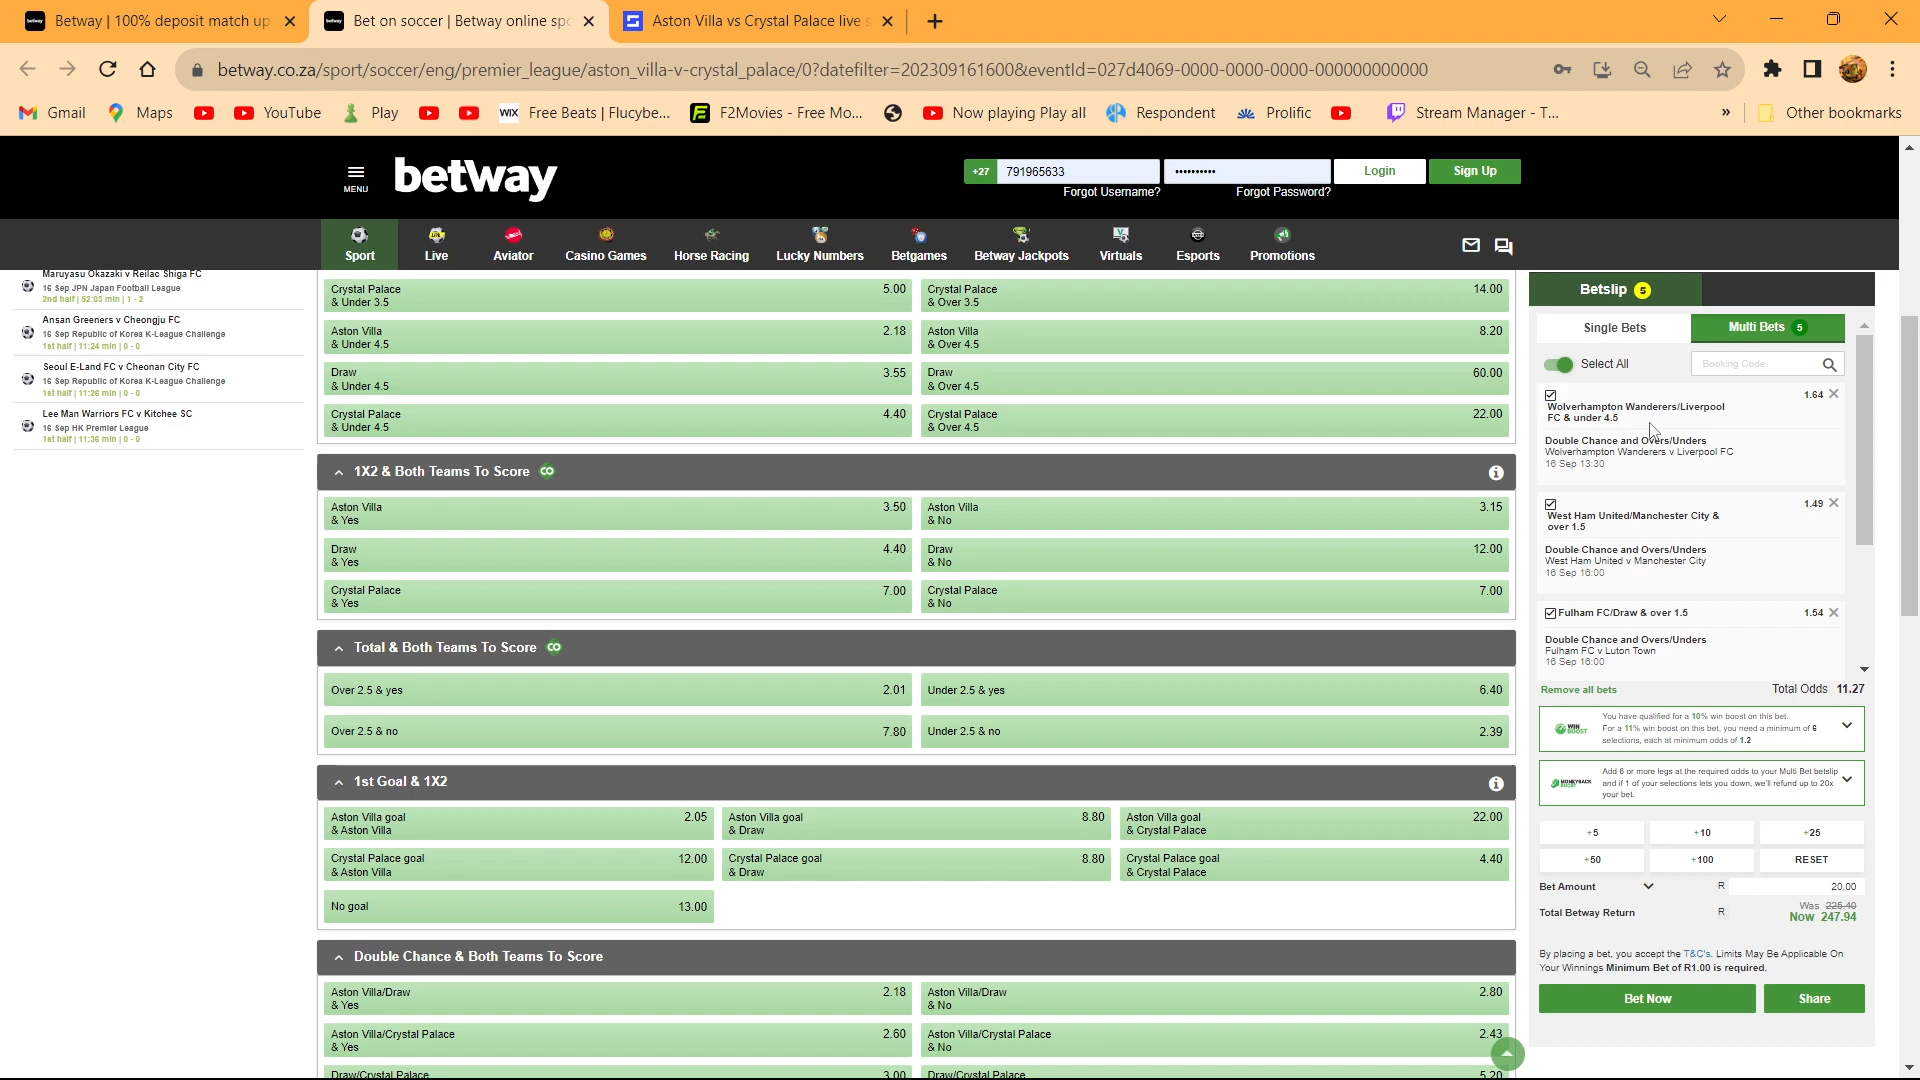 Betway | 100% deposit match up
Bet on soccer | Betway online spo
Aston Villa vs Crystal Palace live s
betway.co.za/sport/soccer/eng/premier_league/aston_villa-v-crystal_palace/0?datefilter=202309161600&eventId=027d4069-0000-0000-0000-000000000000
Gmail
Maps
YouTube
Play
WIX
Free Beats | Flucybe...
F2Movies - Free Mo...
Now playing Play all
Respondent
Prolific
Stream Manager - T...
»
Other bookmarks
MENU
betway
+27
791965633
Login
Sign Up
Forgot Username?
Forgot Password?
Sport
Live
Aviator
Casino Games
Horse Racing
Lucky Numbers
Betgames
Betway Jackpots
Virtuals
Esports
Promotions
Maruyasu Okazaki v Reilac Shiga FC
16 Sep JPN Japan Football League
2nd half | 52:03 min | 1 - 2
Ansan Greeners v Cheongju FC
16 Sep Republic of Korea K-League Challenge
1st half | 11:24 min | 0 - 0
Seoul E-Land FC v Cheonan City FC
16 Sep Republic of Korea K-League Challenge
1st half | 11:26 min | 0 - 0
Lee Man Warriors FC v Kitchee SC
16 Sep HK Premier League
1st half | 11:36 min | 0 - 0
Crystal Palace
& Under 3.5
5.00
Crystal Palace
& Over 3.5
14.00
Aston Villa
& Under 4.5
2.18
Aston Villa
& Over 4.5
8.20
Draw
& Under 4.5
3.55
Draw
& Over 4.5
60.00
Crystal Palace
& Under 4.5
4.40
Crystal Palace
& Over 4.5
22.00
1X2 & Both Teams To Score
CO
Aston Villa
& Yes
3.50
Aston Villa
& No
3.15
Draw
& Yes
4.40
Draw
& No
12.00
Crystal Palace
& Yes
7.00
Crystal Palace
& No
7.00
Total & Both Teams To Score
CO
Over 2.5 & yes
2.01
Under 2.5 & yes
6.40
Over 2.5 & no
7.80
Under 2.5 & no
2.39
1st Goal & 1X2
Aston Villa goal
& Aston Villa
2.05
Aston Villa goal
& Draw
8.80
Aston Villa goal
& Crystal Palace
22.00
Crystal Palace goal
& Aston Villa
12.00
Crystal Palace goal
& Draw
8.80
Crystal Palace goal
& Crystal Palace
4.40
No goal
13.00
Double Chance & Both Teams To Score
Aston Villa/Draw
& Yes
2.18
Aston Villa/Draw
& No
2.80
Aston Villa/Crystal Palace
& Yes
2.60
Aston Villa/Crystal Palace
& No
2.43
Draw/Crystal Palace
3.00
Draw/Crystal Palace
5.20
Betslip 5
Single Bets
Multi Bets 5
Select All
Booking Code
Wolverhampton Wanderers/Liverpool
FC & under 4.5
1.64
Double Chance and Overs/Unders
Wolverhampton Wanderers v Liverpool FC
16 Sep 13:30
West Ham United/Manchester City &
over 1.5
1.49
Double Chance and Overs/Unders
West Ham United v Manchester City
16 Sep 16:00
Fulham FC/Draw & over 1.5
1.54
Double Chance and Overs/Unders
Fulham FC v Luton Town
16 Sep 16:00
Remove all bets
Total Odds 11.27
WIN BOOST
You have qualified for a 10% win boost on this bet.
For a 11% win boost on this bet, you need a minimum of 6
selections, each at minimum odds of 1.2
MONEYBACK BOOST
Add 6 or more legs at the required odds to your Multi Bet betslip
and if 1 of your selections lets you down, we'll refund up to 20x
your bet.
+5
+10
+25
+50
+100
RESET
Bet Amount
R
20,00
Total Betway Return
R
Was 225.40
Now 247.94
By placing a bet, you accept the T&C's. Limits May Be Applicable On
Your Winnings Minimum Bet of R1.00 is required.
Bet Now
Share